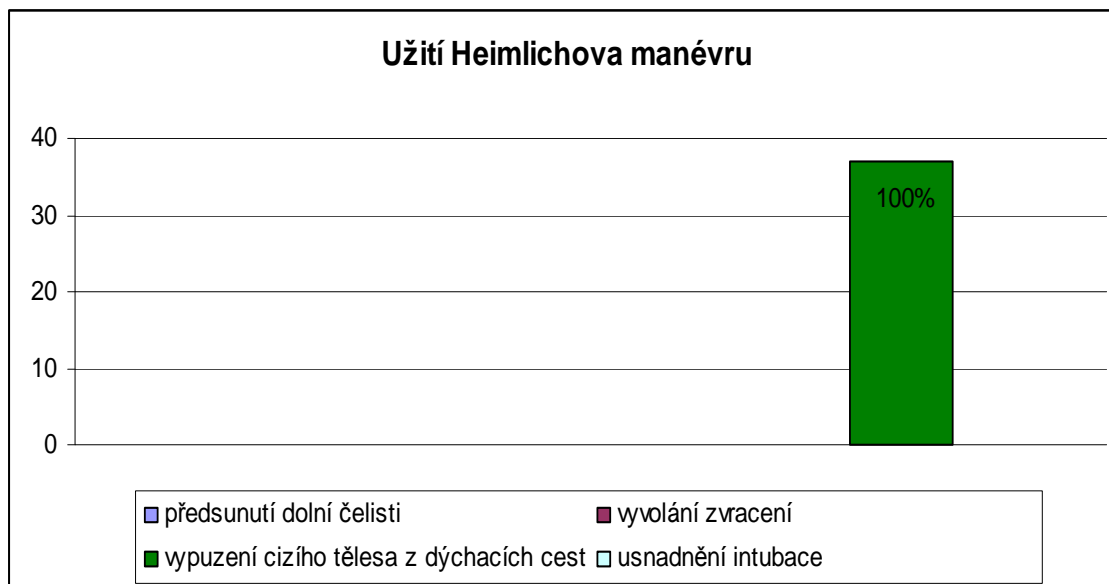 Užití Heimlichova manévru
40
30
20
10
0
100%
předsunutí dolní čelisti
vyvolání zvracení
vypuzení cizího tělesa z dýchacích cest
usnadnění intubace